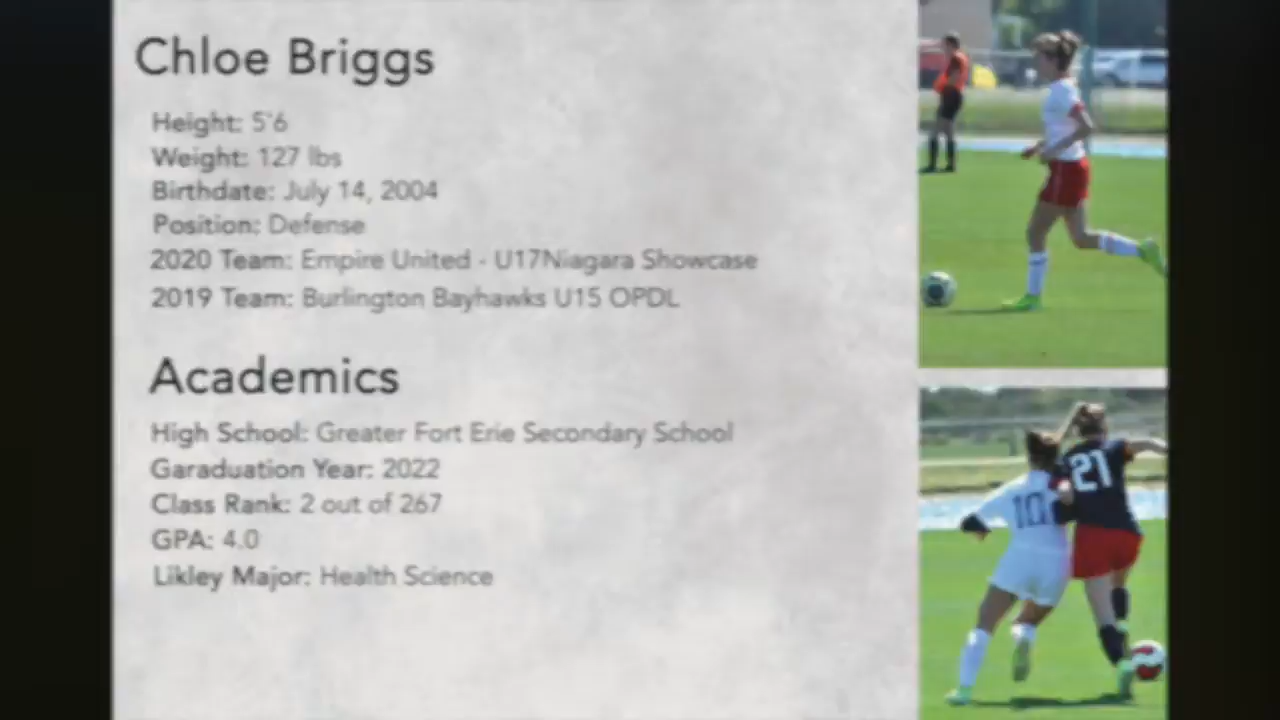 Chloe Briggs
Height: 5'6
Weight: 127 lbs
Birthdate: July 14, 2004
Position: Defense
2020 Team: Empire United - U17Niagara Showcase
2019 Team: Burlington Bayhawks U15 OPDL
Academics
High School: Greater Fort Erie Secondary School
Garaduation Year: 2022
Class Rank: 2 out of 267
GPA: 4.0
Likley Major: Health Science
10
21